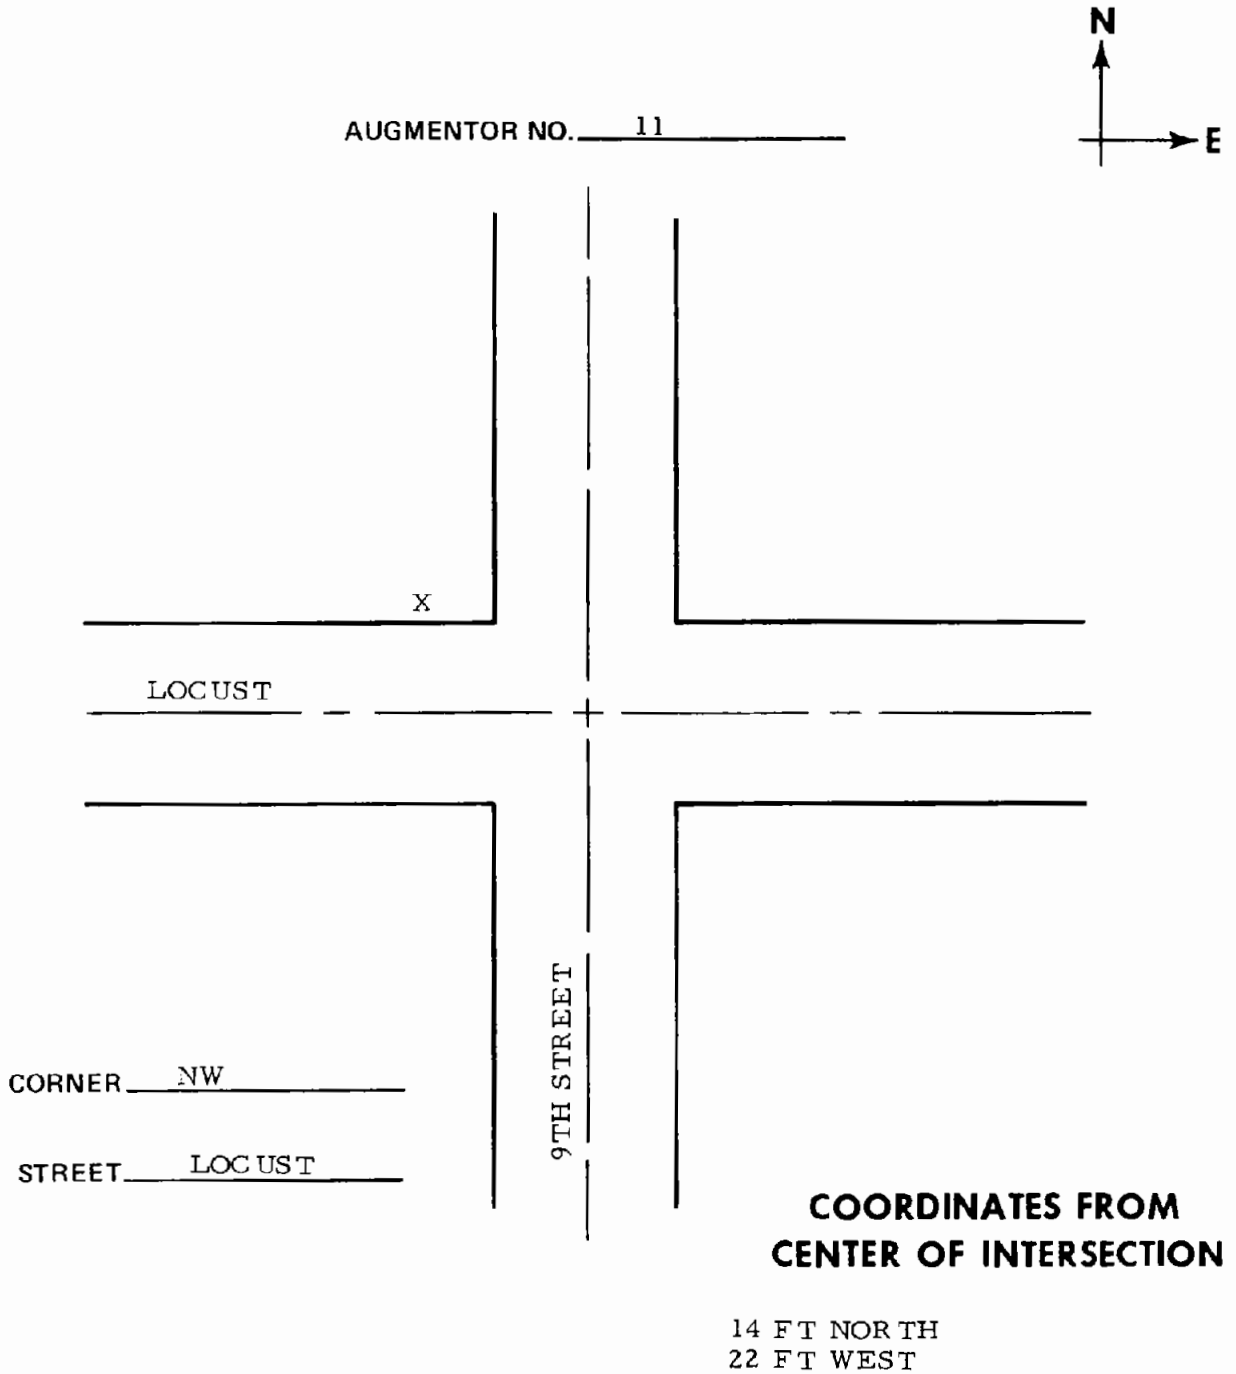 N
E
AUGMENTOR NO. 11
X
LOCUST
9TH STREET
CORNER NW
STREET LOCUST
COORDINATES FROM
CENTER OF INTERSECTION
14 FT NORTH
22 FT WEST